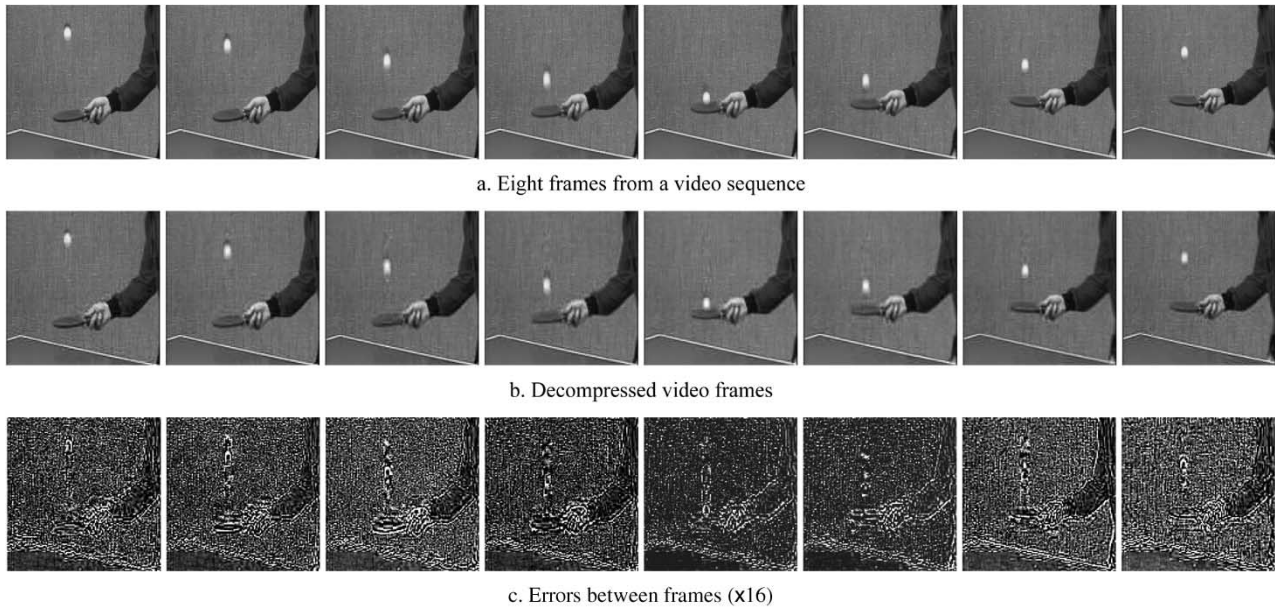 a. Eight frames from a video sequence
b. Decompressed video frames
c. Errors between frames (x16)